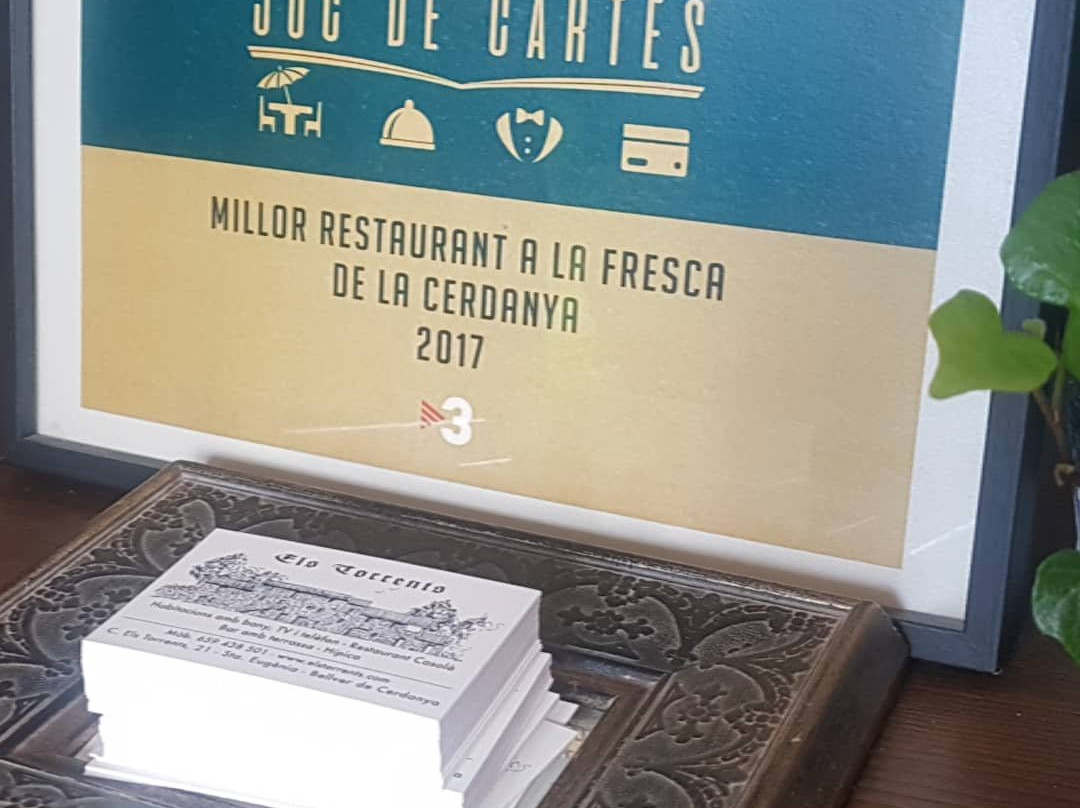 JOC DE CARTES
MILLOR RESTAURANT A LA FRESCA
DE LA CERDANYA
2017
3
Els Torrents
Habitacions amb bany, TV i telèfon - Restaurant Casolà
Bar amb terrassa - Hípica
Mòb. 659 438 501 - www.elstorrents.com
C. Els Torrents, 21 - Sta. Eugènia - Bellver de Cerdanya